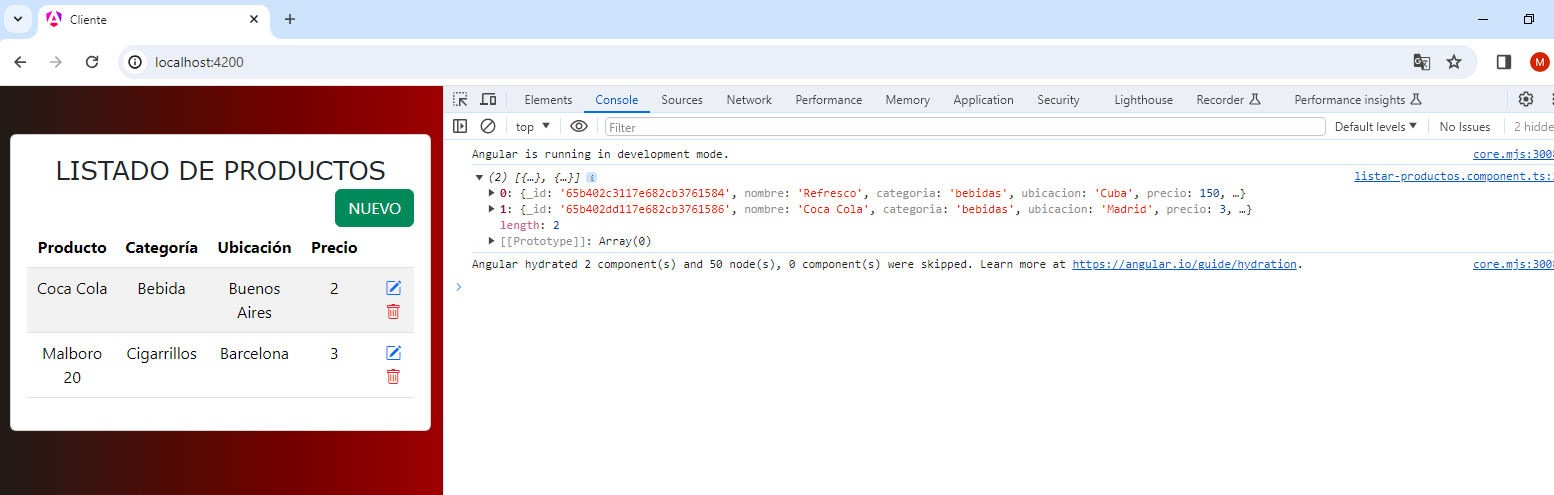 Cliente
localhost:4200
M
Elements Console Sources Network Performance Memory Application Security Lighthouse Recorder Performance insights
top Filter Default levels No Issues 2 hidde
LISTADO DE PRODUCTOS
NUEVO
Producto Categoría Ubicación Precio
Coca Cola Bebida Buenos Aires 2
Malboro 20 Cigarrillos Barcelona 3
Angular is running in development mode. core.mjs:3008
(2) [{…}, {…}] i listar-productos.component.ts:
0: {_id: '65b402c3117e682cb3761584', nombre: 'Refresco', categoria: 'bebidas', ubicacion: 'Cuba', precio: 150, …}
1: {_id: '65b402dd117e682cb3761586', nombre: 'Coca Cola', categoria: 'bebidas', ubicacion: 'Madrid', precio: 3, …}
length: 2
[[Prototype]]: Array(0)
Angular hydrated 2 component(s) and 50 node(s), 0 component(s) were skipped. Learn more at https://angular.io/guide/hydration. core.mjs:3008